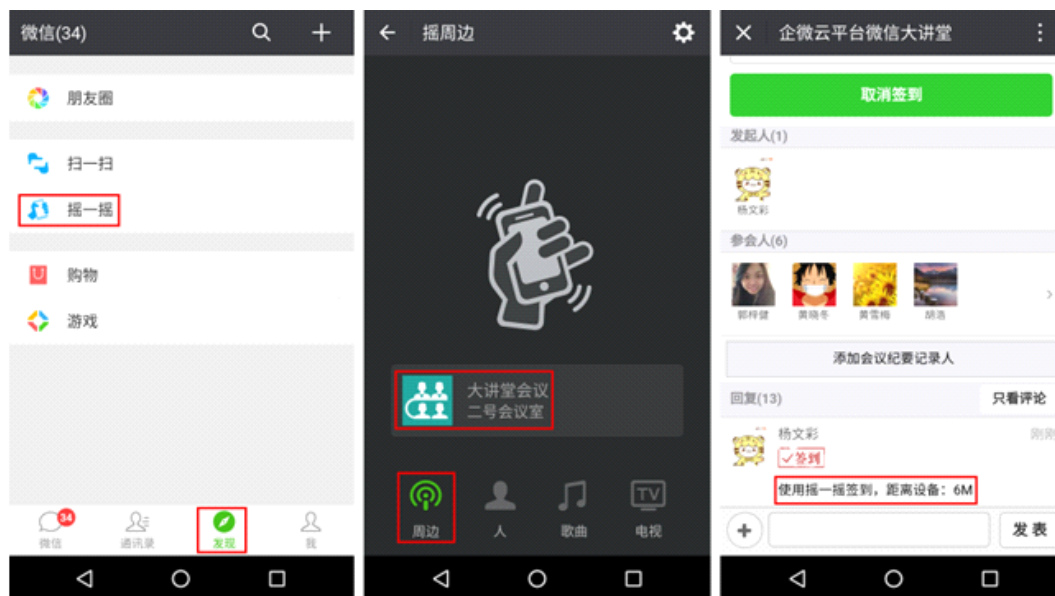 微信(34)
朋友圈
扫一扫
摇一摇
购物
游戏
34
微信
通讯录
发现
我
摇周边
大讲堂会议
二号会议室
周边
人
歌曲
TV
电视
企微云平台微信大讲堂
取消签到
发起人(1)
杨文彩
参会人(6)
郭梓健
黄晓冬
黄雪梅
胡浩
添加会议纪要记录人
回复(13)
只看评论
杨文彩
刚刚
签到
使用摇一摇签到，距离设备：6M
发表